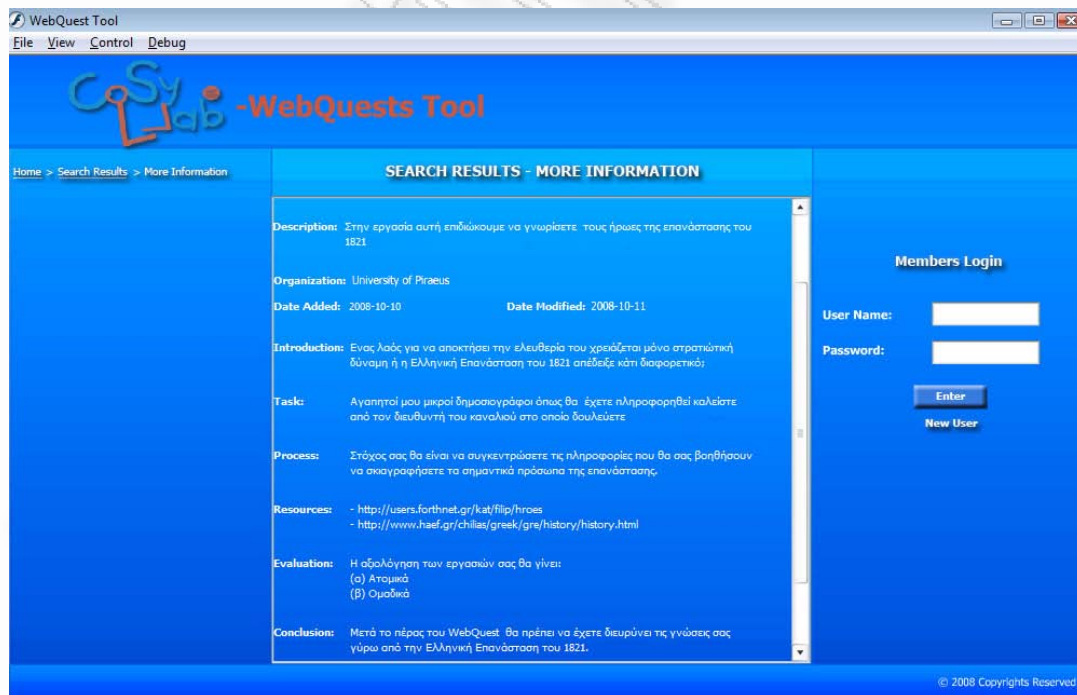 WebQuest Tool
File View Control Debug
CoSy Lab -WebQuests Tool
Home > Search Results > More Information
SEARCH RESULTS - MORE INFORMATION
Description: Στην εργασία αυτή επιδιώκουμε να γνωρίσετε τους ήρωες της επανάστασης του
1821
Organization: University of Piraeus
Date Added: 2008-10-10 Date Modified: 2008-10-11
Introduction: Ενας λαός για να αποκτήσει την ελευθερία του χρειάζεται μόνο στρατιώτική
δύναμη ή η Ελληνική Επανάσταση του 1821 απέδειξε κάτι διαφορετικό;
Task: Αγαπητοί μου μικροί δημοσιογράφοι όπως θα έχετε πληροφορηθεί καλείστε
από τον διευθυντή του καναλιού στο οποίο δουλεύετε
Process: Στόχος σας θα είναι να συγκεντρώσετε τις πληροφορίες που θα σας βοηθήσουν
να σκιαγραφήσετε τα σημαντικά πρόσωπα της επανάστασης.
Resources: - http://users.forthnet.gr/kat/filip/hroes
- http://www.haef.gr/chilias/greek/gre/history/history.html
Evaluation: Η αξιολόγηση των εργασιών σας θα γίνει:
(α) Ατομικά
(β) Ομαδικά
Conclusion: Μετά το πέρας του WebQuest θα πρέπει να έχετε διευρύνει τις γνώσεις σας
γύρω από την Ελληνική Επανάσταση του 1821.
Members Login
User Name:
Password:
Enter
New User
© 2008 Copyrights Reserved